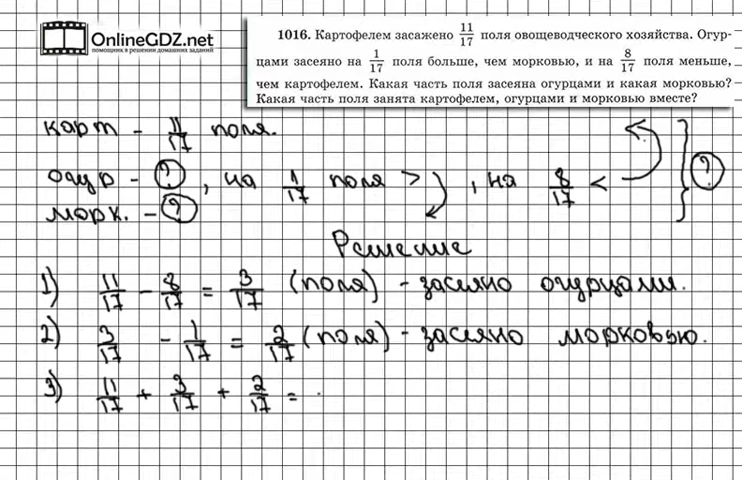 OnlineGDZ.net
помощник в решении домашних заданий
1016. Картофелем засажено 11/17 поля овощеводческого хозяйства. Огур-
цами засеяно на 1/17 поля больше, чем морковью, и на 8/17 поля меньше,
чем картофелем. Какая часть поля засеяна огурцами и какая морковью?
Какая часть поля занята картофелем, огурцами и морковью вместе?
карт - 11/17 поля.
огур - ?, на 1/17 поля >, на 8/17 < ?
морк. - ?
Решение
1) 11/17 - 8/17 = 3/17 (поля) - засеяно огурцами.
2) 3/17 - 1/17 = 2/17 (поля) - засеяно морковью.
3) 11/17 + 3/17 + 2/17 =